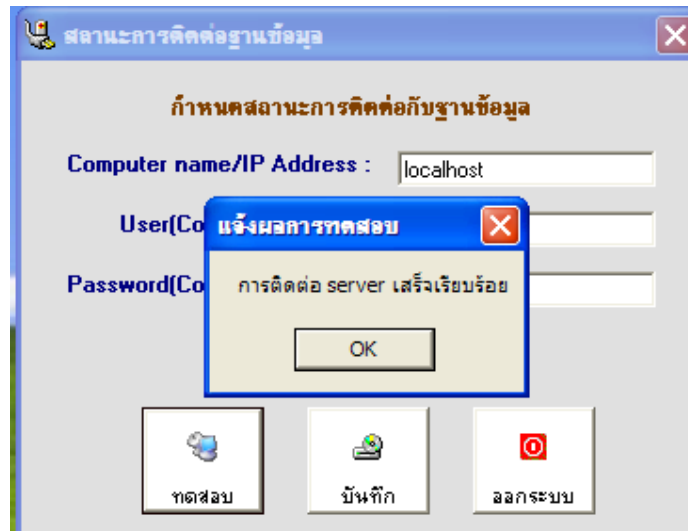 สถานะการติดต่อฐานข้อมูล
กำหนดสถานะการติดต่อกับฐานข้อมูล
Computer name/IP Address : localhost
User(Co
แจ้งผลการทดสอบ
Password(Co
การติดต่อ server เสร็จเรียบร้อย
OK
ทดสอบ บันทึก ออกระบบ